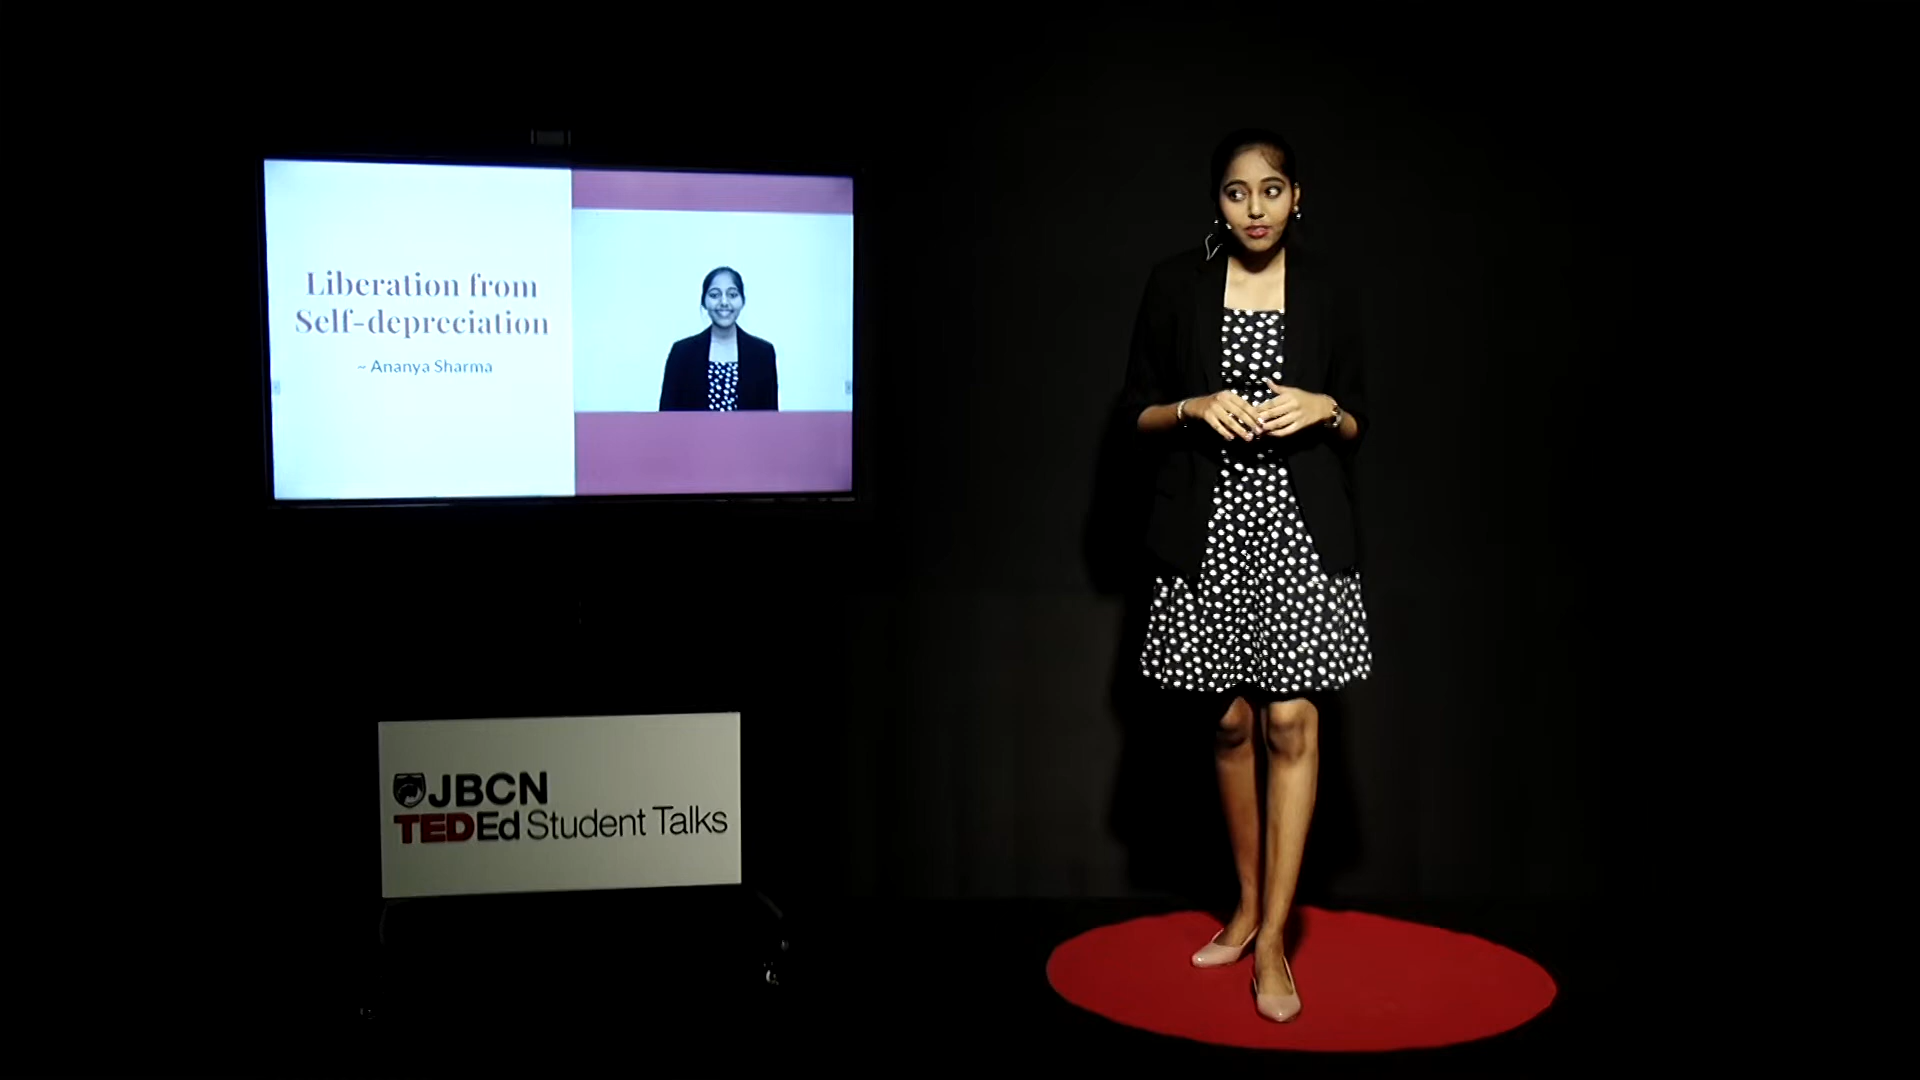 Liberation from
Self-depreciation
~ Ananya Sharma
JBCN
TEDEd Student Talks